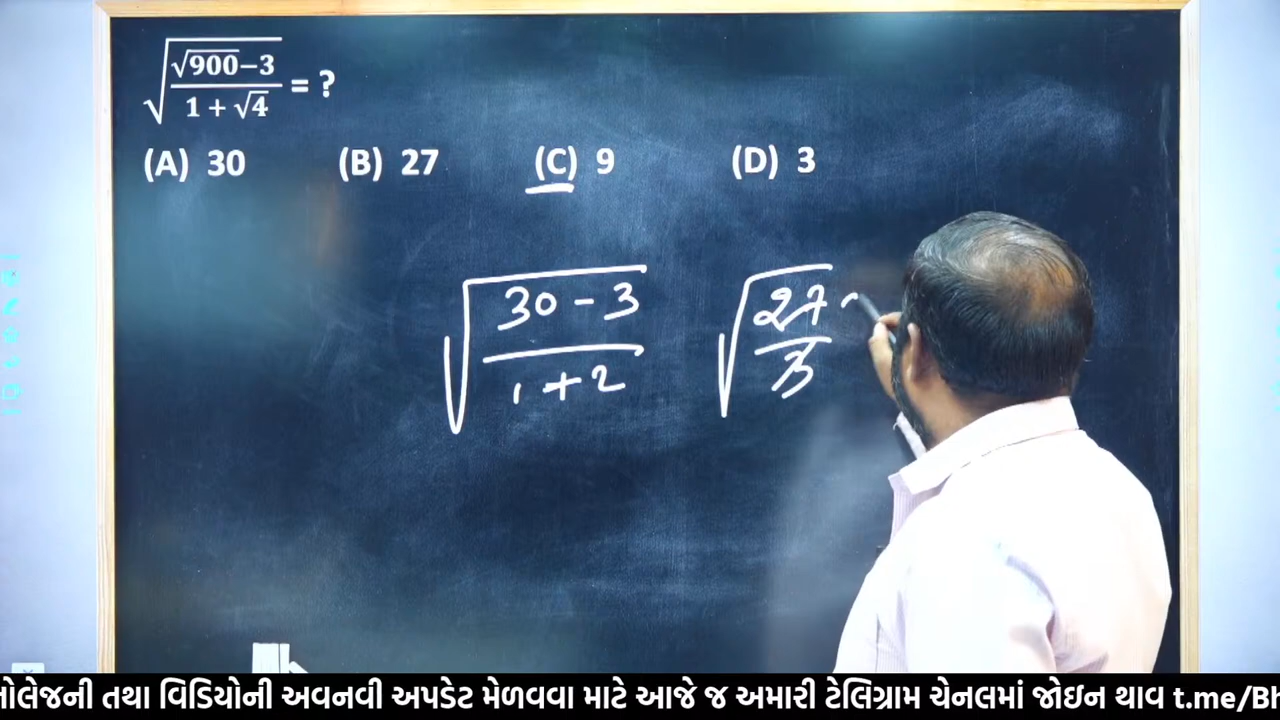 √((√900−3)/(1 + √4)) = ?
(A) 30 (B) 27 (C) 9 (D) 3
√((30 − 3)/(1 + 2)) √(27/3)
નોલેજની તથા વિડિયોની અવનવી અપડેટ મેળવવા માટે આજે જ અમારી ટેલિગ્રામ ચેનલમાં જોઇન થાવ t.me/Bh